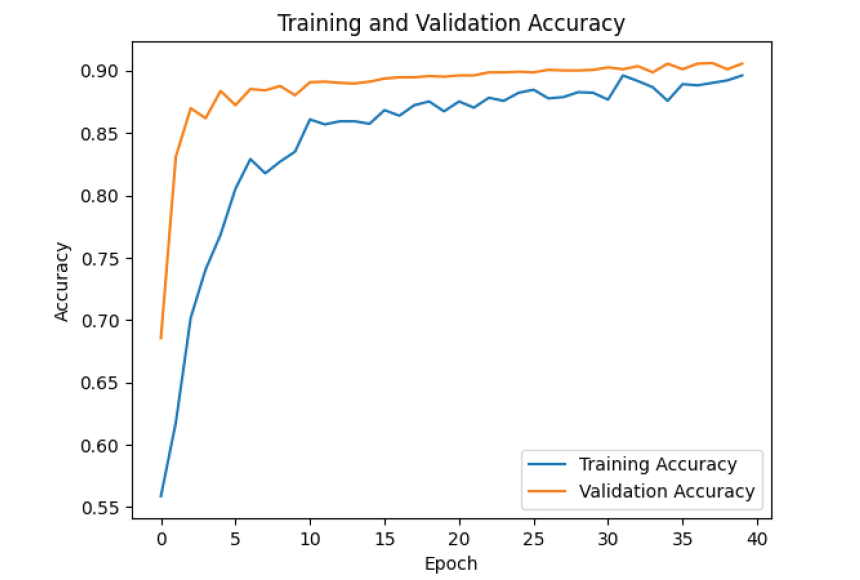 Training and Validation Accuracy
0.90
0.85
0.80
0.75
0.70
0.65
0.60
0.55
Accuracy
Training Accuracy
Validation Accuracy
0 5 10 15 20 25 30 35 40
Epoch